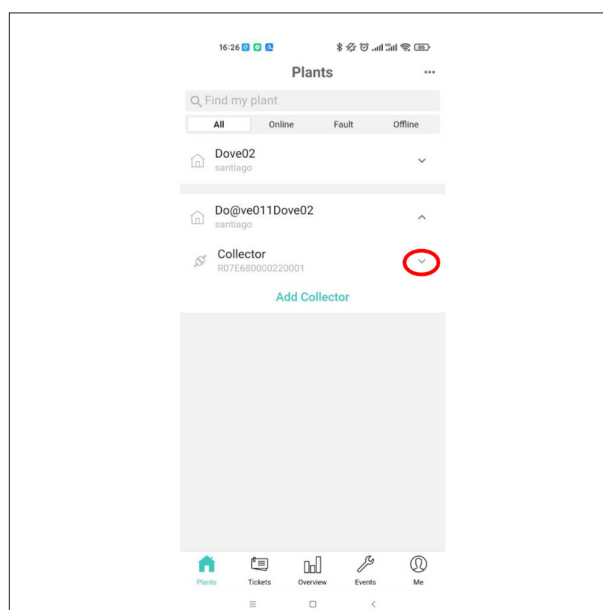 16:26
86
Plants
Find my plant
All Online Fault Offline
Dove02
santiago
Do@ve011Dove02
santiago
Collector
R07E680000220001
Add Collector
Plants Tickets Overview Events Me